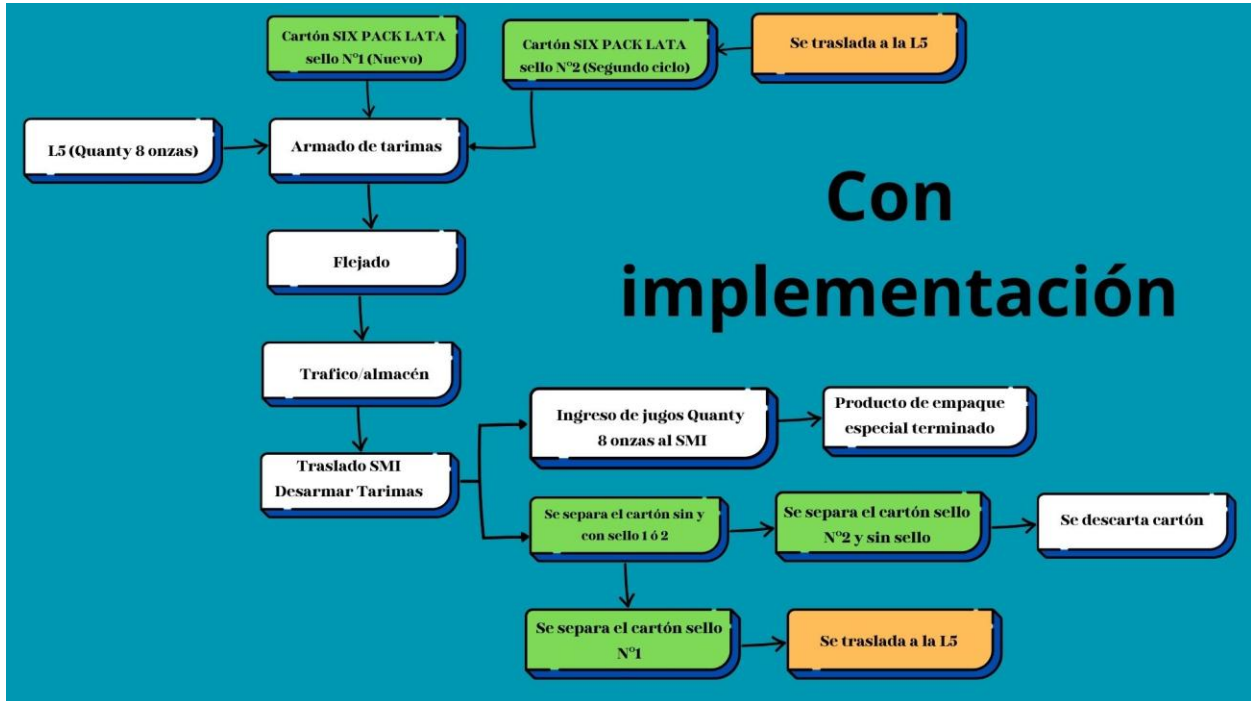 Cartón SIX PACK LATA
sello N°1 (Nuevo)
Cartón SIX PACK LATA
sello N°2 (Segundo ciclo)
Se traslada a la L5
L5 (Quanty 8 onzas)
Armado de tarimas
Con
implementación
Flejado
Trafico/almacén
Traslado SMI
Desarmar Tarimas
Ingreso de jugos Quanty
8 onzas al SMI
Producto de empaque
especial terminado
Se separa el cartón sin y
con sello 1 ó 2
Se separa el cartón sello
N°2 y sin sello
Se descarta cartón
Se separa el cartón sello
N°1
Se traslada a la L5